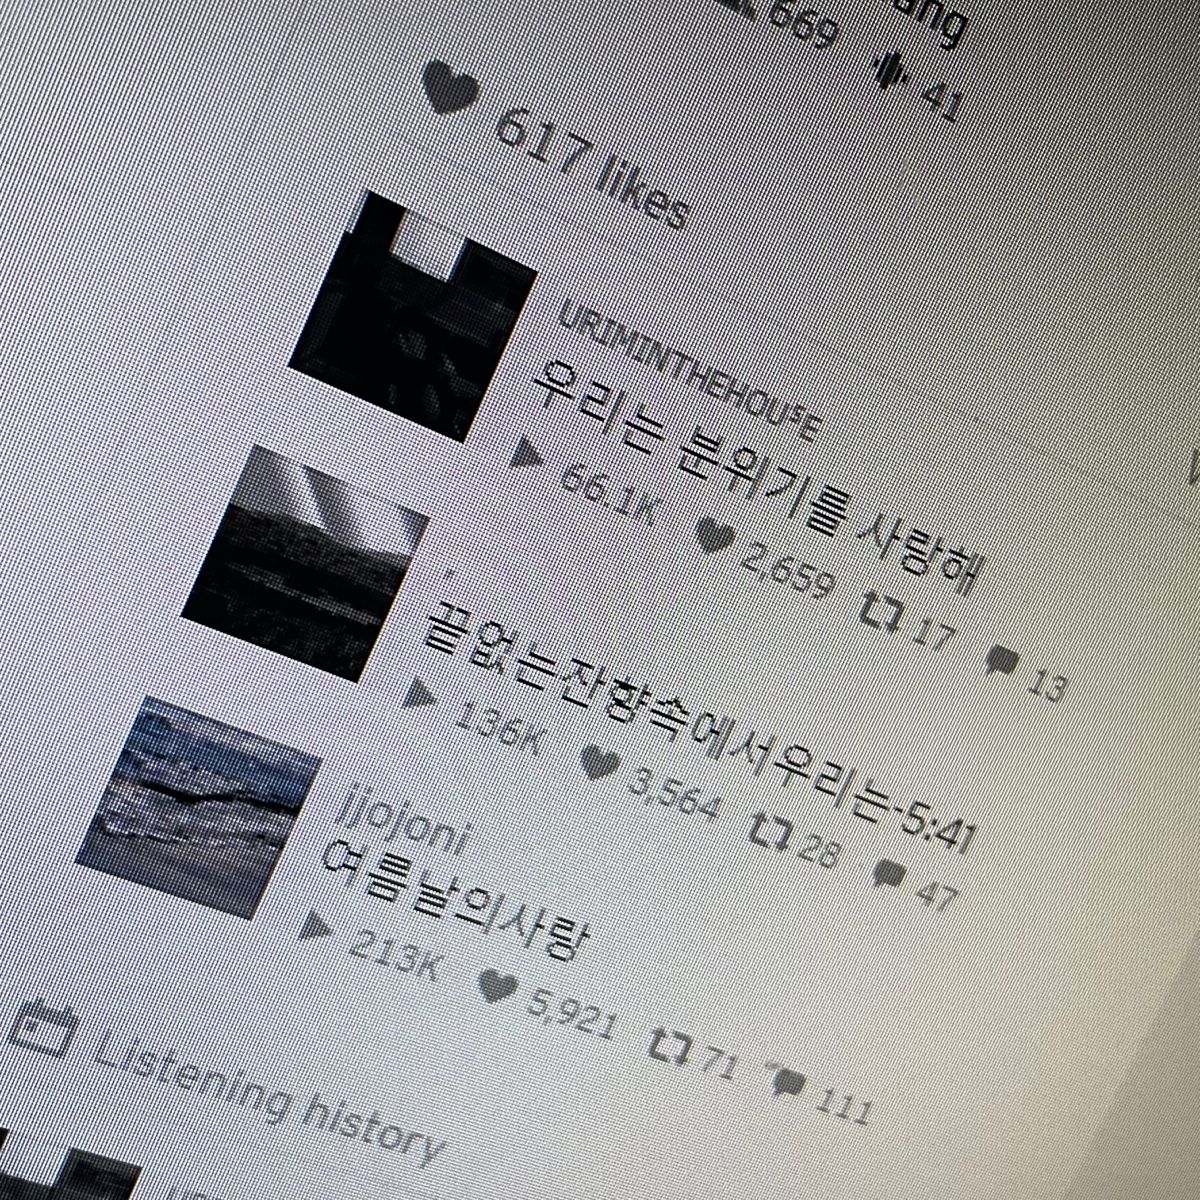 669 41
617 likes
URIMINTHEHOUˢE
우리는 분위기를 사랑해
66.1K 2,659 17 13
끝없는잔향속에서우리는-5:41
136K 3,564 28 47
jjojoni
여름날의사랑
213K 5,921 71 111
Listening history